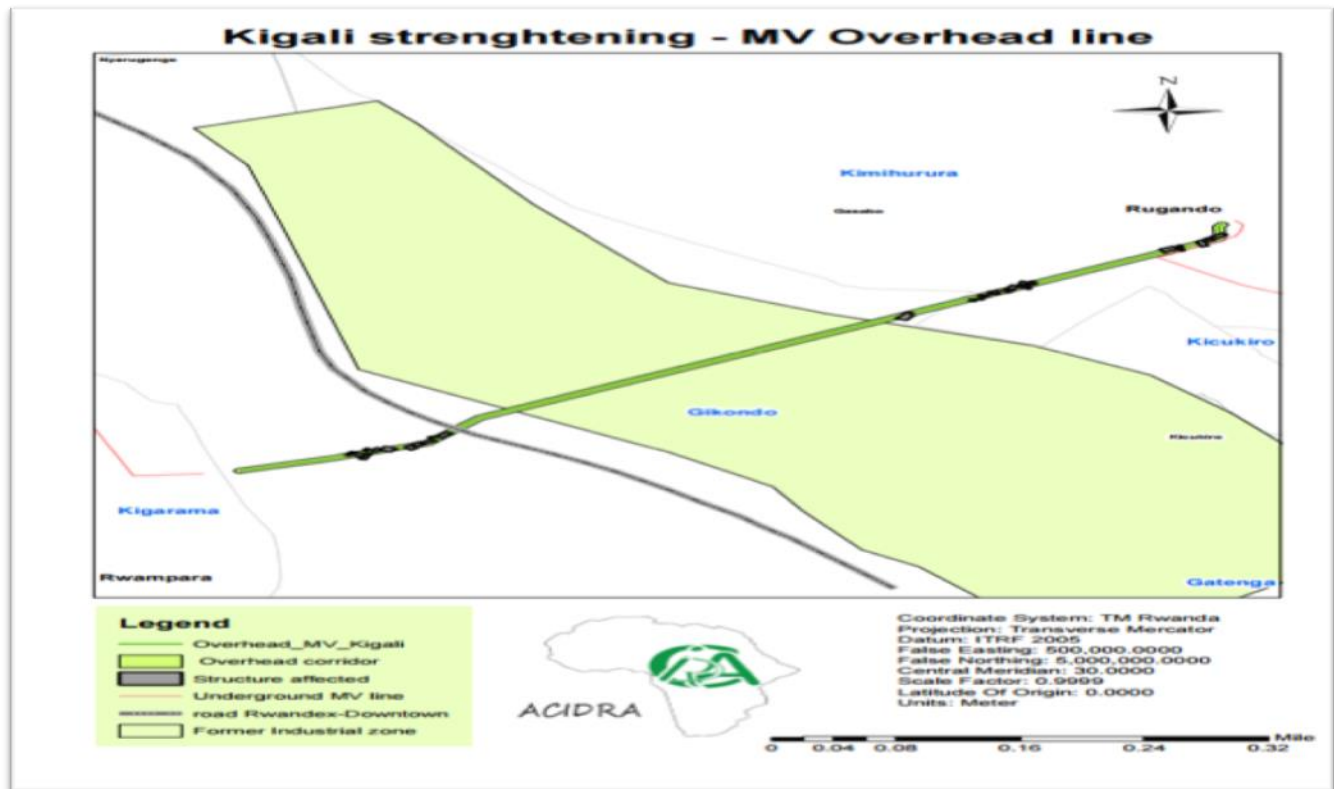 Kigali strenghtening - MV Overhead line
Nyarugenge
N
Kimihurura
Gasabo
Rugando
Kicukiro
Gikondo
Kicukiro
Kigarama
Rwampara
Gatenga
Legend
Overhead_MV_Kigali
Overhead corridor
Structure affected
Underground MV line
road Rwandex-Downtown
Former Industrial zone
ACIDRA
Coordinate System: TM Rwanda
Projection: Transverse Mercator
Datum: ITRF 2005
False Easting: 500,000.0000
False Northing: 5,000,000.0000
Central Meridian: 30.0000
Scale Factor: 0.9999
Latitude Of Origin: 0.0000
Units: Meter
Mile
0 0.04 0.08 0.16 0.24 0.32